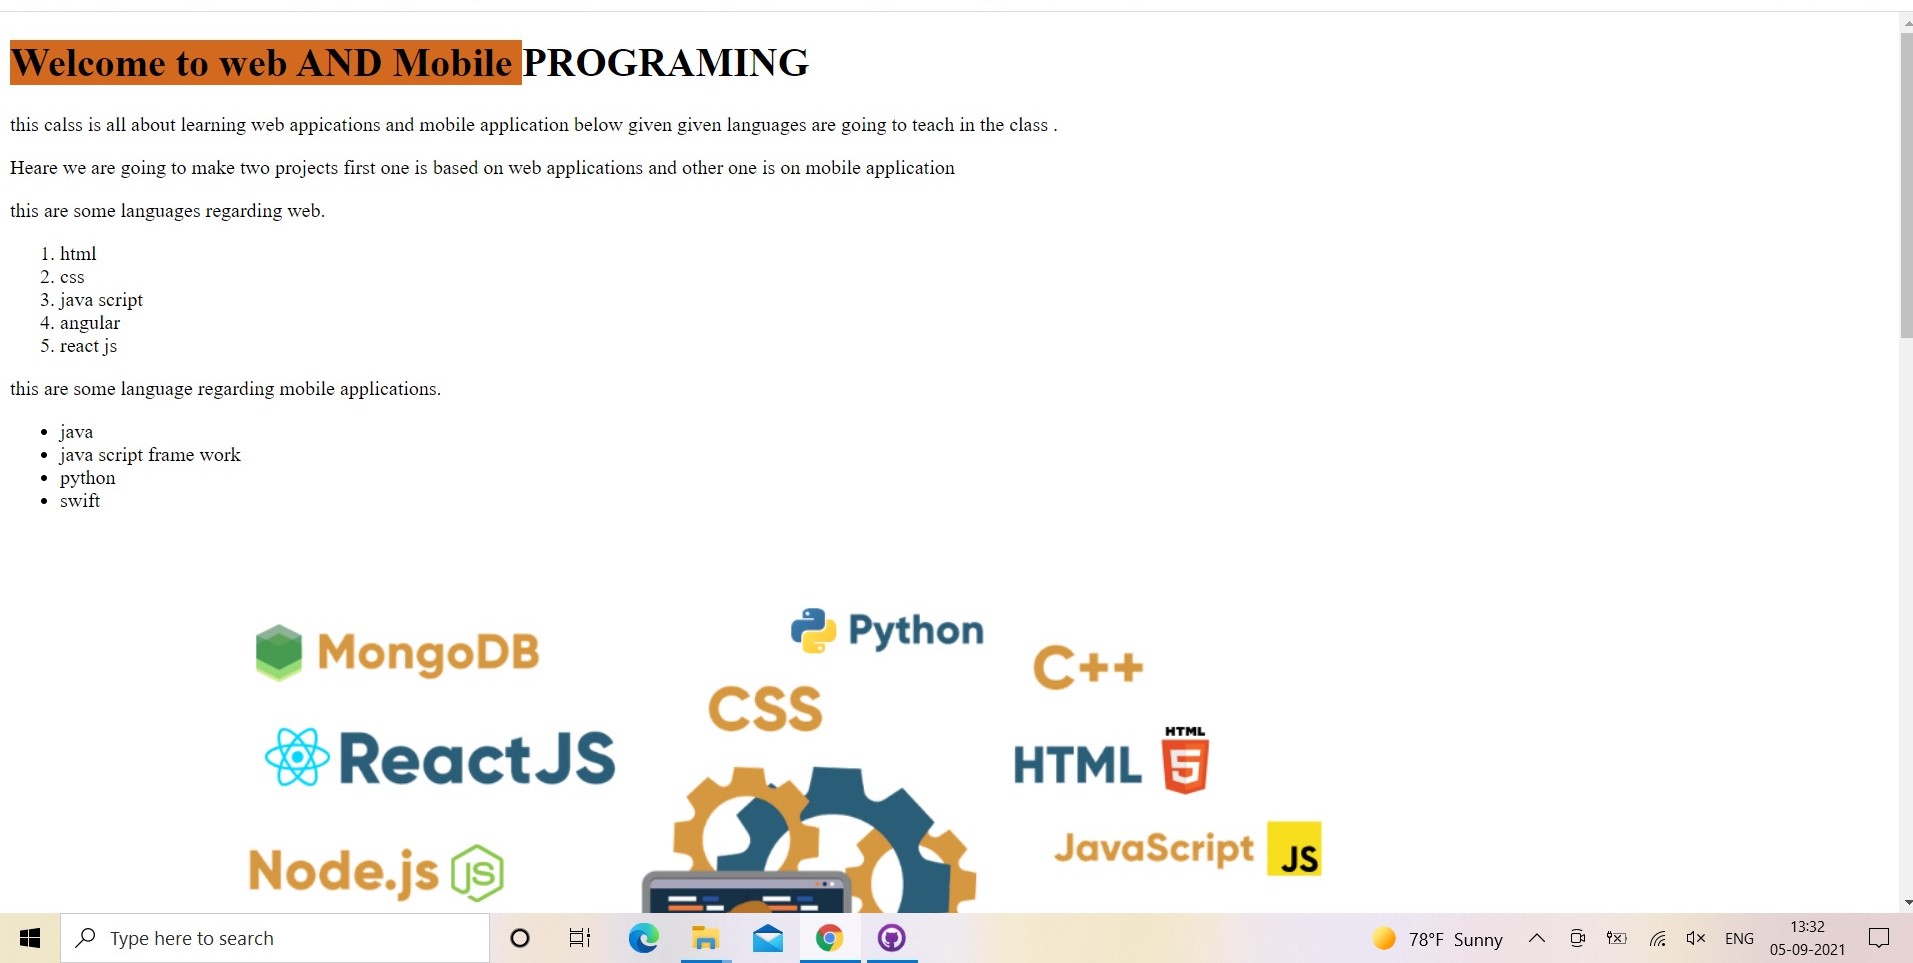 Welcome to web AND Mobile PROGRAMING
this calss is all about learning web appications and mobile application below given given languages are going to teach in the class .
Heare we are going to make two projects first one is based on web applications and other one is on mobile application
this are some languages regarding web.
1. html
2. css
3. java script
4. angular
5. react js
this are some language regarding mobile applications.
• java
• java script frame work
• python
• swift
Python
MongoDB
C++
CSS
HTML
ReactJS
HTML
5
JavaScript
JS
Node.js
JS
Type here to search
78°F Sunny
ENG
13:32
05-09-2021